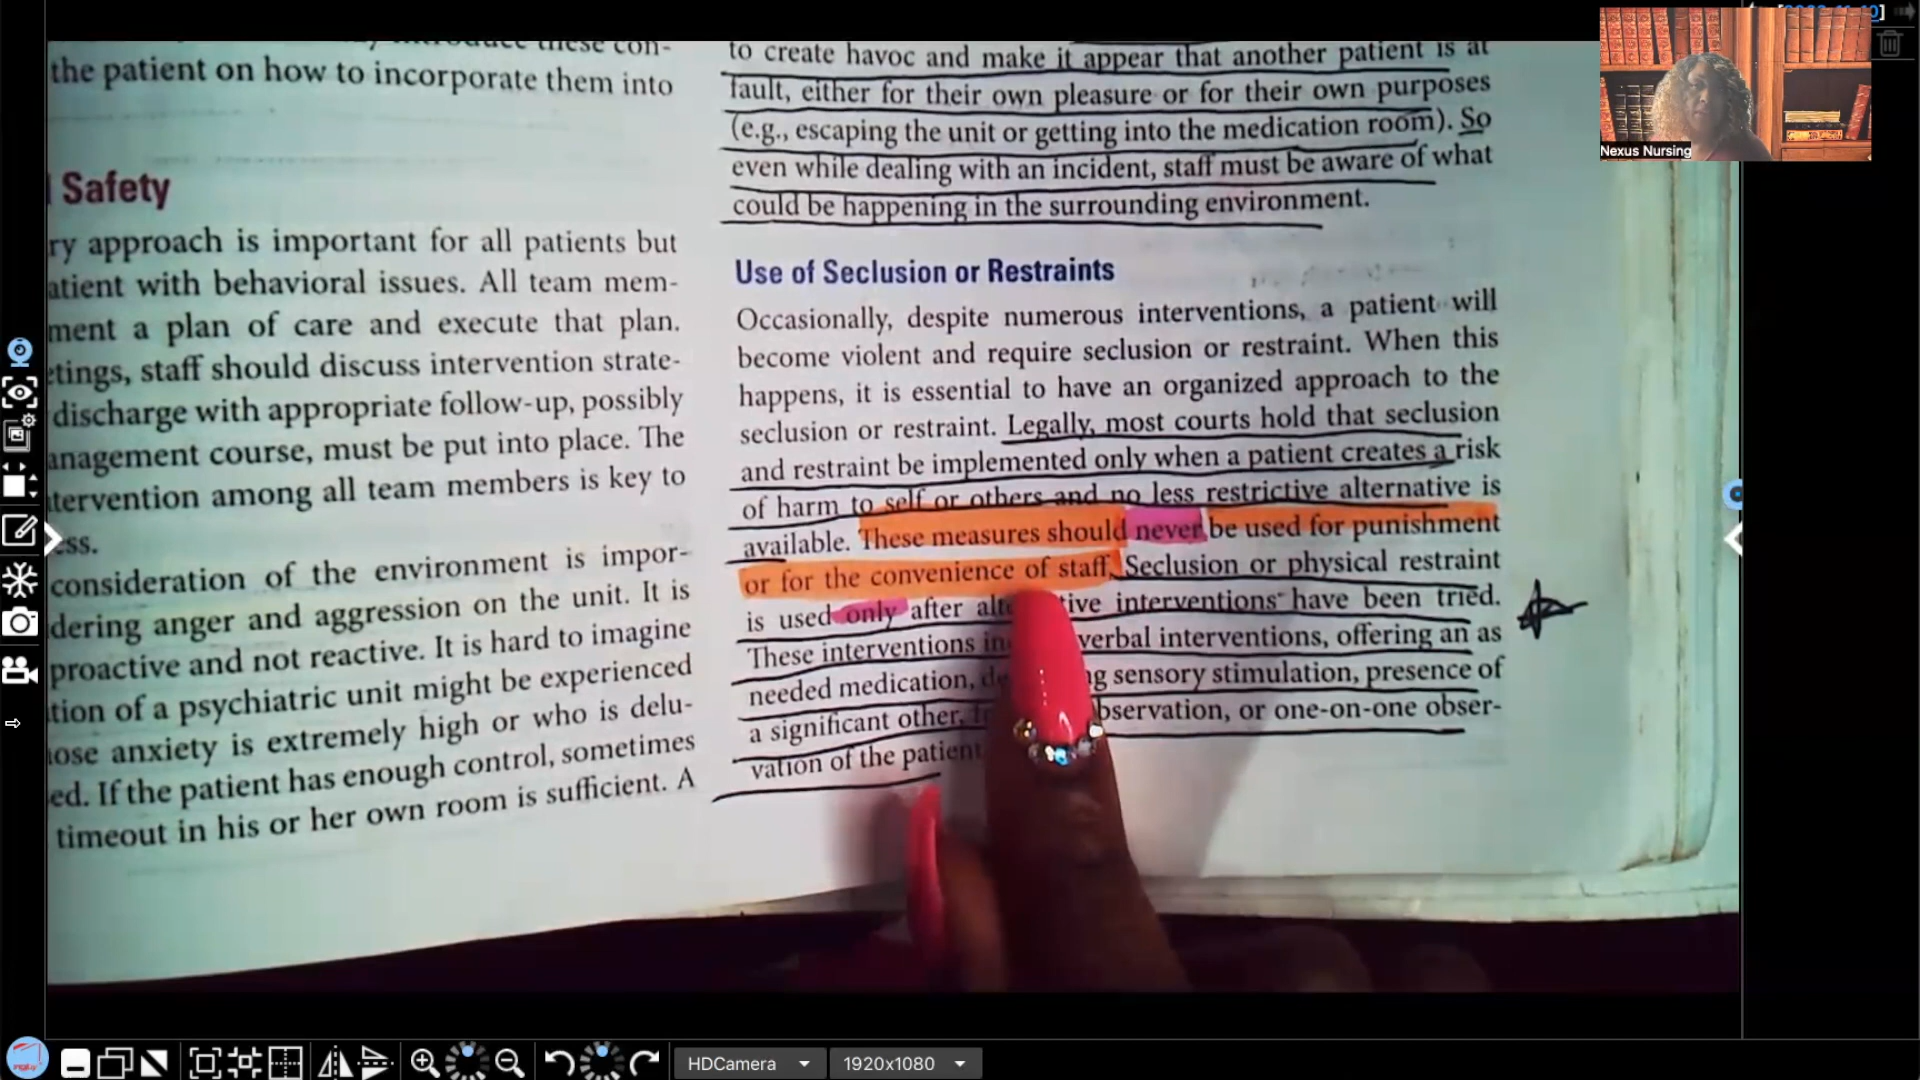 the patient on how to incorporate them into
Safety
ry approach is important for all patients but
atient with behavioral issues. All team mem-
ment a plan of care and execute that plan.
etings, staff should discuss intervention strate-
discharge with appropriate follow-up, possibly
anagement course, must be put into place. The
tervention among all team members is key to
ess.
consideration of the environment is impor-
dering anger and aggression on the unit. It is
proactive and not reactive. It is hard to imagine
tion of a psychiatric unit might be experienced
ose anxiety is extremely high or who is delu-
ed. If the patient has enough control, sometimes
timeout in his or her own room is sufficient. A
to create havoc and make it appear that another patient is at
fault, either for their own pleasure or for their own purposes
(e.g., escaping the unit or getting into the medication room). So
even while dealing with an incident, staff must be aware of what
could be happening in the surrounding environment.
Use of Seclusion or Restraints
Occasionally, despite numerous interventions, a patient will
become violent and require seclusion or restraint. When this
happens, it is essential to have an organized approach to the
seclusion or restraint. Legally, most courts hold that seclusion
and restraint be implemented only when a patient creates a risk
of harm to self or others and no less restrictive alternative is
available. These measures should never be used for punishment
or for the convenience of staff. Seclusion or physical restraint
is used only after alte tive interventions have been tried.
These interventions in verbal interventions, offering an as
needed medication, de ng sensory stimulation, presence of
a significant other, bservation, or one-on-one obser-
vation of the patient
Nexus Nursing
HDCamera
1920x1080